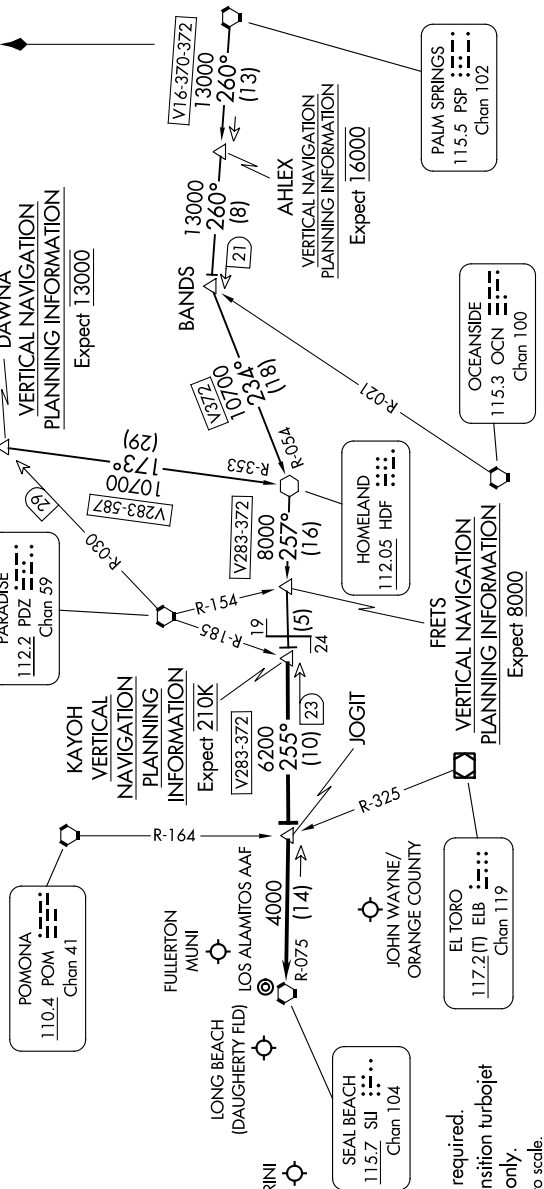 DAWNA
VERTICAL NAVIGATION
PLANNING INFORMATION
Expect 13000
PARADISE
112.2 PDZ
Chan 59
POMONA
110.4 POM
Chan 41
KAYOH
VERTICAL
NAVIGATION
PLANNING
INFORMATION
Expect 210K
R-164
R-185
R-154
R-030
29
V283-587
10700
173°
(29)
R-353
V16-370-372
13000
260°
(13)
13000
260°
(8)
21
BANDS
AHLEX
VERTICAL NAVIGATION
PLANNING INFORMATION
Expect 16000
V372
10700
234°
(18)
R-054
V283-372
8000
257°
(16)
19
(5)
24
V283-372
6200
255°
(10)
23
FULLERTON
MUNI
LOS ALAMITOS AAF
LONG BEACH
(DAUGHERTY FLD)
4000
(14)
R-075
JOGIT
RINI
SEAL BEACH
115.7 SLI
Chan 104
JOHN WAYNE/
ORANGE COUNTY
R-325
EL TORO
117.2(T) ELB
Chan 119
FRETS
VERTICAL NAVIGATION
PLANNING INFORMATION
Expect 8000
HOMELAND
112.05 HDF
R-021
OCEANSIDE
115.3 OCN
Chan 100
PALM SPRINGS
115.5 PSP
Chan 102
required.
nsition turbojet
only.
o scale.